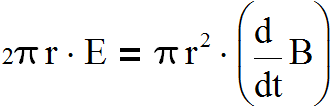 2π r · E = π r² · (d/dt B)